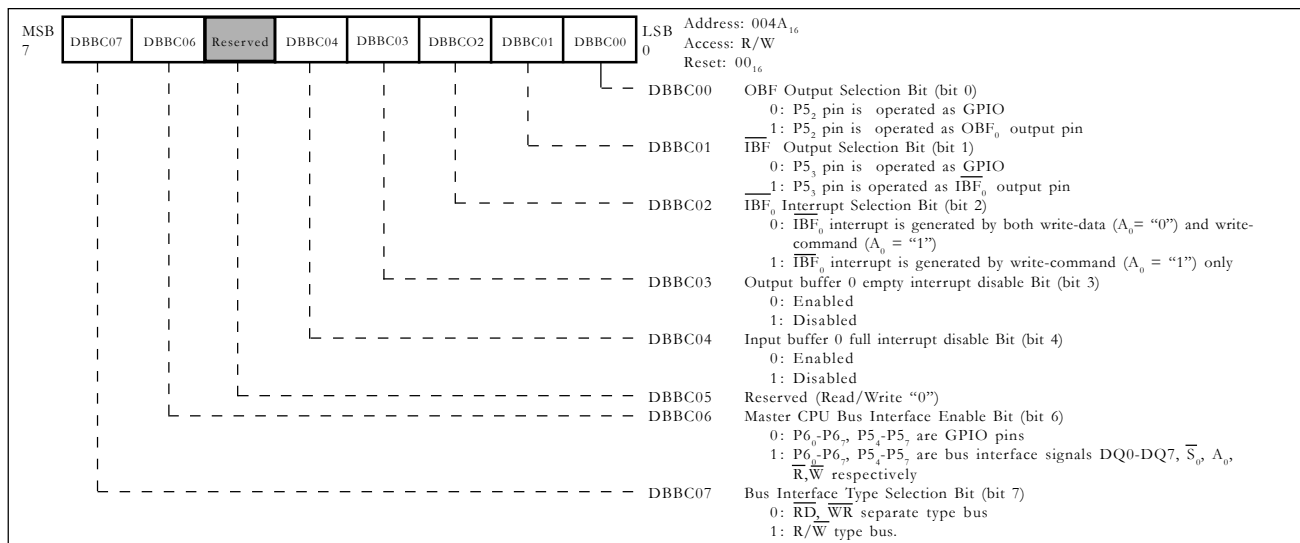 MSB
7
DBBC07 DBBC06 Reserved DBBC04 DBBC03 DBBCO2 DBBC01 DBBC00
LSB
0
Address: 004A₁₆
Access: R/W
Reset: 00₁₆
DBBC00 OBF Output Selection Bit (bit 0)
0: P5₂ pin is operated as GPIO
1: P5₂ pin is operated as OBF₀ output pin
DBBC01 I̅B̅F̅ Output Selection Bit (bit 1)
0: P5₃ pin is operated as GPIO
1: P5₃ pin is operated as I̅B̅F̅₀ output pin
DBBC02 I̅B̅F̅₀ Interrupt Selection Bit (bit 2)
0: I̅B̅F̅₀ interrupt is generated by both write-data (A₀= “0”) and write-
command (A₀ = “1”)
1: I̅B̅F̅₀ interrupt is generated by write-command (A₀ = “1”) only
DBBC03 Output buffer 0 empty interrupt disable Bit (bit 3)
0: Enabled
1: Disabled
DBBC04 Input buffer 0 full interrupt disable Bit (bit 4)
0: Enabled
1: Disabled
DBBC05 Reserved (Read/Write “0”)
DBBC06 Master CPU Bus Interface Enable Bit (bit 6)
0: P6₀-P6₇, P5₄-P5₇ are GPIO pins
1: P6₀-P6₇, P5₄-P5₇ are bus interface signals DQ0-DQ7, S̅₀, A₀,
R̅,W̅ respectively
DBBC07 Bus Interface Type Selection Bit (bit 7)
0: R̅D̅, W̅R̅ separate type bus
1: R/W̅ type bus.